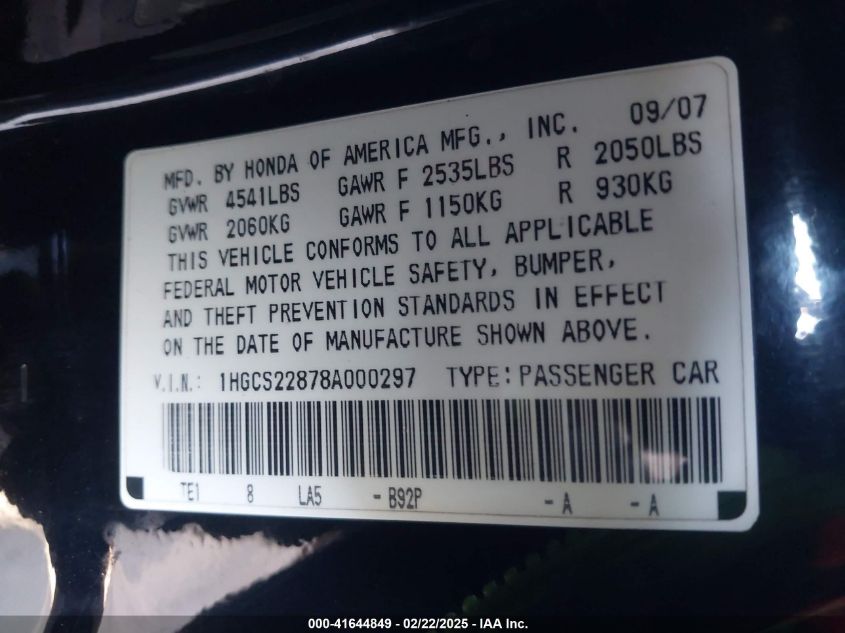 MFD. BY HONDA OF AMERICA MFG., INC. 09/07
GVWR 4541LBS GAWR F 2535LBS R 2050LBS
GVWR 2060KG GAWR F 1150KG R 930KG
THIS VEHICLE CONFORMS TO ALL APPLICABLE
FEDERAL MOTOR VEHICLE SAFETY, BUMPER,
AND THEFT PREVENTION STANDARDS IN EFFECT
ON THE DATE OF MANUFACTURE SHOWN ABOVE.
V.I.N.: 1HGCS22878A000297 TYPE:PASSENGER CAR
TE1 8 LA5 - B92P - A - A
000-41644849 - 02/22/2025 - IAA Inc.